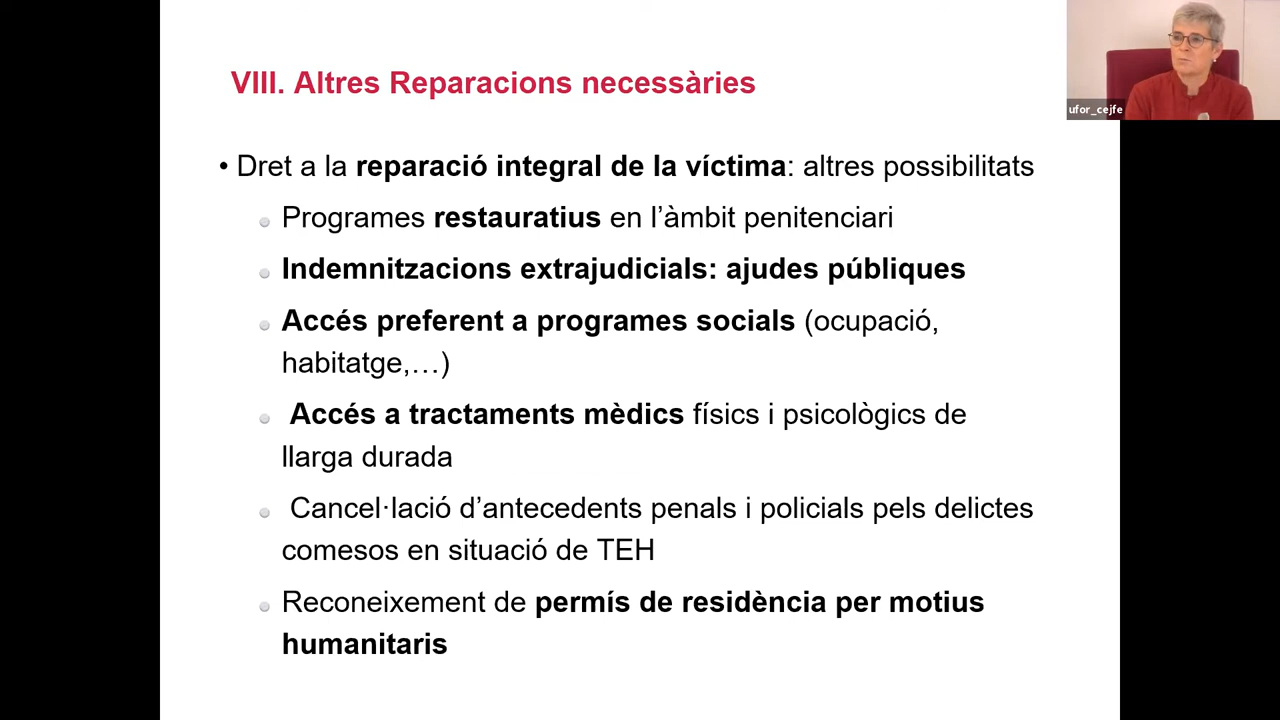 VIII. Altres Reparacions necessàries
ufor_cejfe
• Dret a la reparació integral de la víctima: altres possibilitats
Programes restauratius en l’àmbit penitenciari
Indemnitzacions extrajudicials: ajudes públiques
Accés preferent a programes socials (ocupació,
habitatge,…)
Accés a tractaments mèdics físics i psicològics de
llarga durada
Cancel·lació d’antecedents penals i policials pels delictes
comesos en situació de TEH
Reconeixement de permís de residència per motius
humanitaris